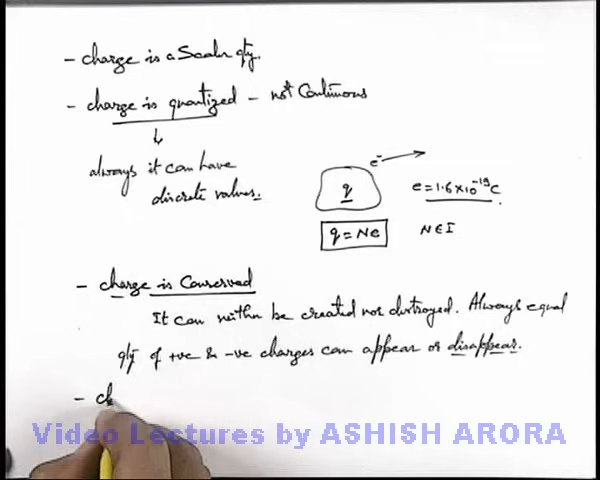 - charge is a Scalar qty.
- charge is quantized - not Continuous
↓
always it can have
discrete values.
e⁻
q
e = 1.6×10⁻¹⁹C.
q = Ne
N ∈ I
- charge is Conserved
It can neither be created nor destroyed. Always equal
qty of +ve & -ve charges can appear or disappear.
- ch
Video Lectures by ASHISH ARORA